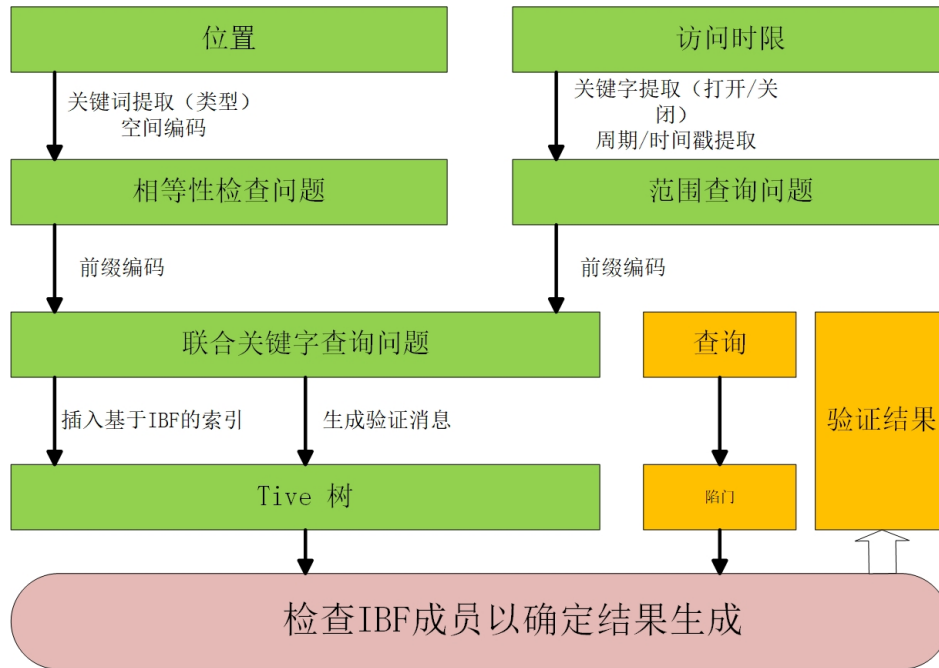 位置
访问时限
关键词提取（类型）
空间编码
关键字提取（打开/关
闭）
周期/时间戳提取
相等性检查问题
范围查询问题
前缀编码
前缀编码
联合关键字查询问题
查询
插入基于IBF的索引
生成验证消息
验证结果
Tive 树
陷门
检查IBF成员以确定结果生成